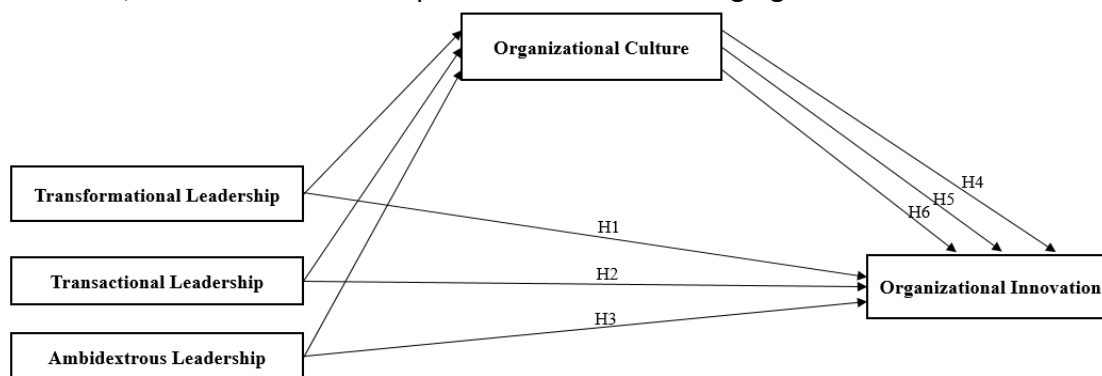 Organizational Culture
Transformational Leadership
Transactional Leadership
Ambidextrous Leadership
H1
H2
H3
H4
H5
H6
Organizational Innovation